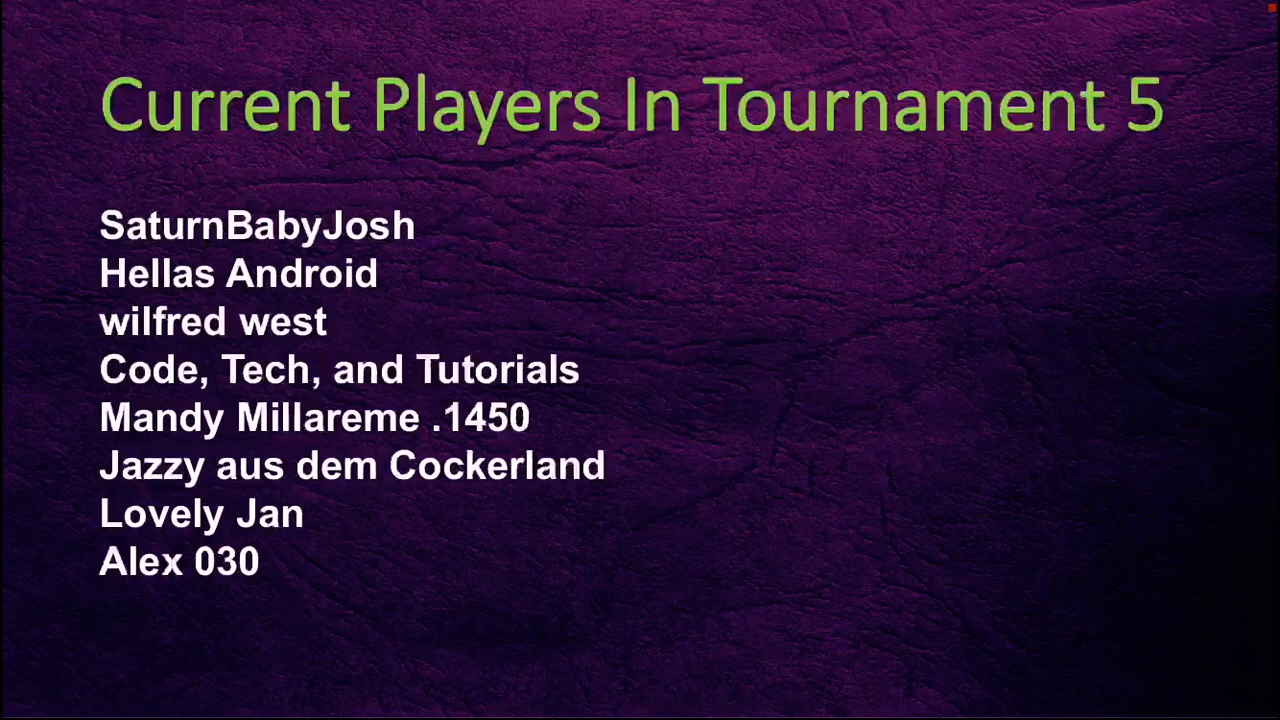 Current Players In Tournament 5
SaturnBabyJosh
Hellas Android
wilfred west
Code, Tech, and Tutorials
Mandy Millareme .1450
Jazzy aus dem Cockerland
Lovely Jan
Alex 030